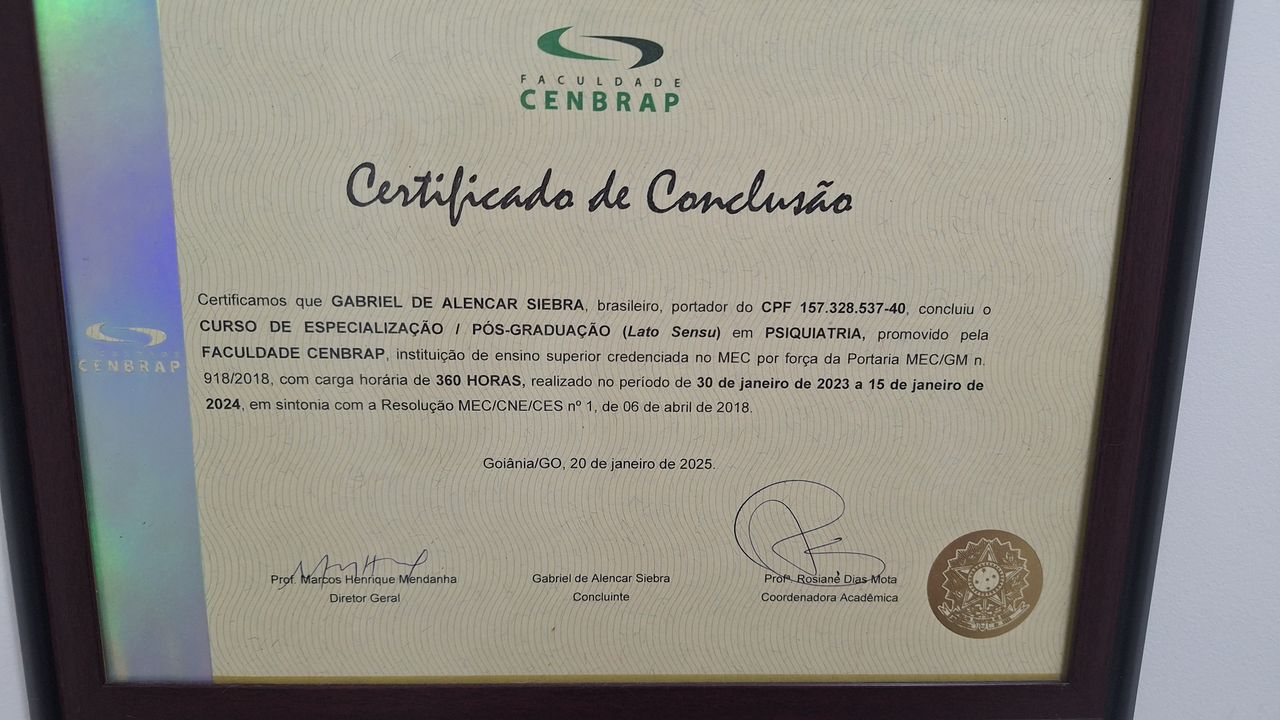 FACULDADE
CENBRAP
Certificado de Conclusão
Certificamos que GABRIEL DE ALENCAR SIEBRA, brasileiro, portador do CPF 157.328.537-40, concluiu o
CURSO DE ESPECIALIZAÇÃO / PÓS-GRADUAÇÃO (Lato Sensu) em PSIQUIATRIA, promovido pela
FACULDADE CENBRAP, instituição de ensino superior credenciada no MEC por força da Portaria MEC/GM n.
918/2018, com carga horária de 360 HORAS, realizado no período de 30 de janeiro de 2023 a 15 de janeiro de
2024, em sintonia com a Resolução MEC/CNE/CES nº 1, de 06 de abril de 2018.
FACULDADE
CENBRAP
Goiânia/GO, 20 de janeiro de 2025.
Prof. Marcos Henrique Mendanha
Diretor Geral
Gabriel de Alencar Siebra
Concluinte
Profª. Rosiane Dias Mota
Coordenadora Acadêmica